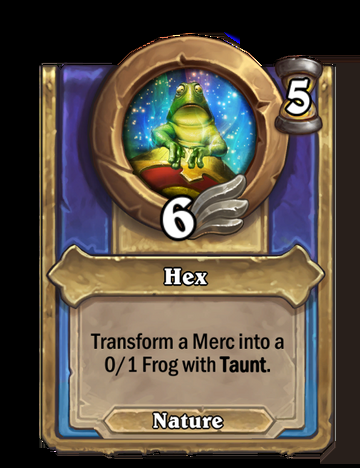 5
6
Hex
Transform a Merc into a
0/1 Frog with Taunt.
Nature